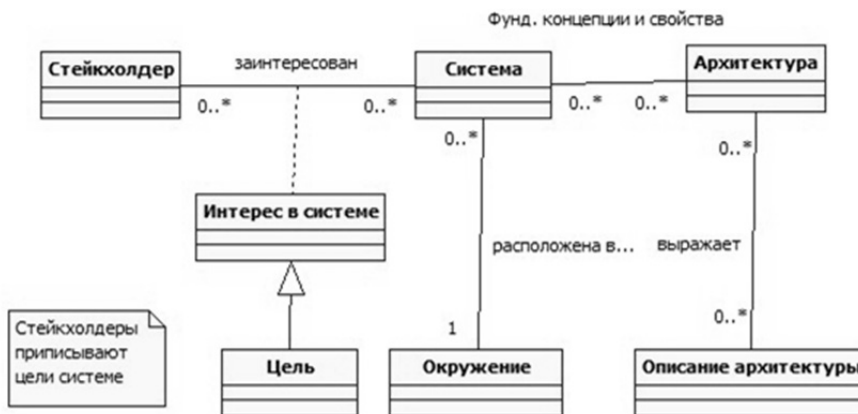 Фунд. концепции и свойства
Стейкхолдер
заинтересован
Система
Архитектура
0..*
0..*
0..*
0..*
0..*
0..*
Интерес в системе
расположена в...
выражает
Стейкхолдеры
приписывают
цели системе
1
0..*
Цель
Окружение
Описание архитектуры